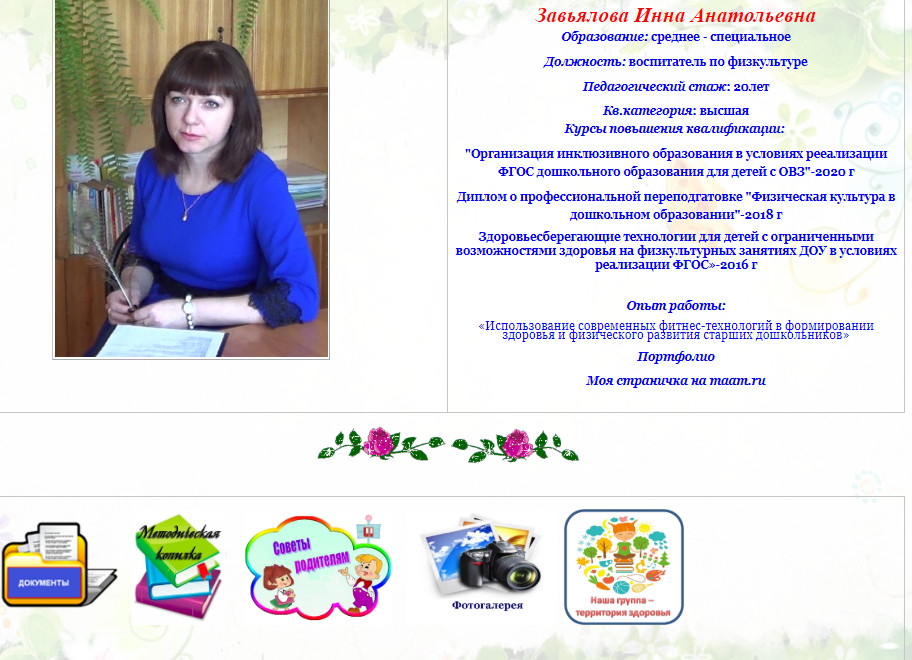 Завьялова Инна Анатольевна
Образование: среднее - специальное
Должность: воспитатель по физкультуре
Педагогический стаж: 20лет
Кв.категория: высшая
Курсы повышения квалификации:
"Организация инклюзивного образования в условиях рееализации
ФГОС дошкольного образования для детей с ОВЗ"-2020 г
Диплом о профессиональной переподгатовке "Физическая культура в
дошкольном образовании"-2018 г
Здоровьесберегающие технологии для детей с ограниченными
возможностями здоровья на физкультурных занятиях ДОУ в условиях
реализации ФГОС»-2016 г
Опыт работы:
«Использование современных фитнес-технологий в формировании
здоровья и физического развития старших дошкольников»
Портфолио
Моя страничка на maam.ru
ДОКУМЕНТЫ
Методическая
копилка
Советы
родителям
Фотогалерея
Наша группа –
территория здоровья